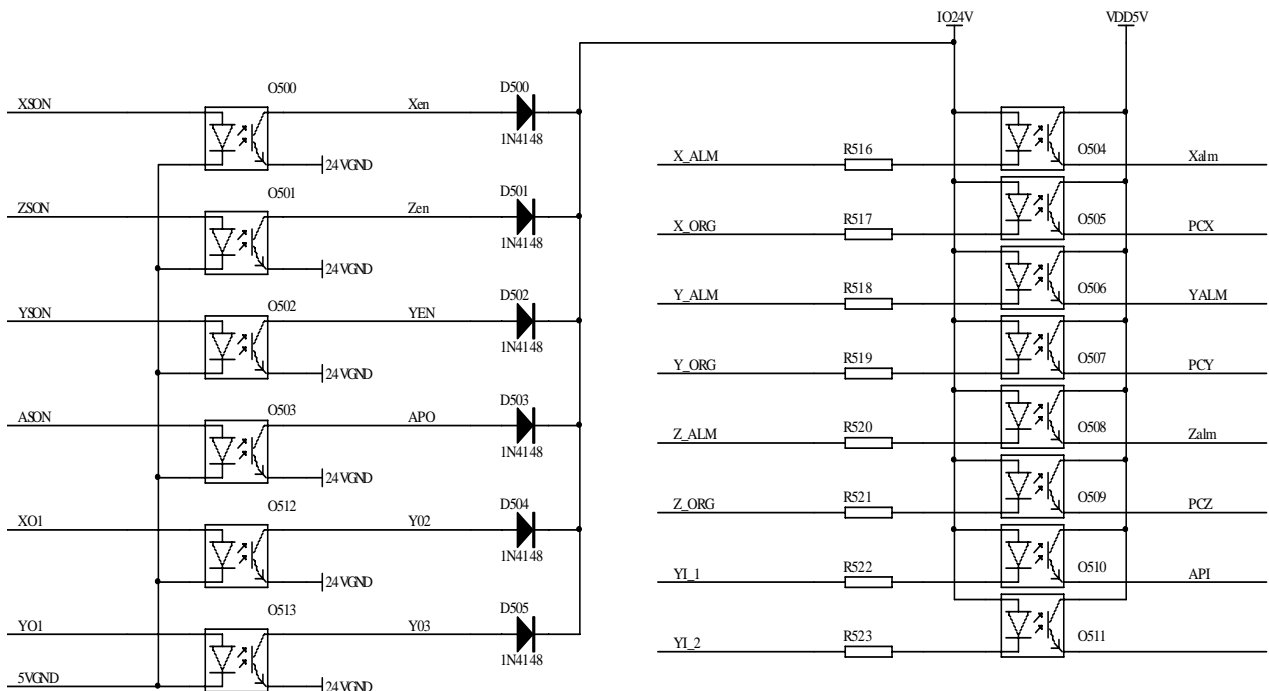 IO24V VDD5V
O500 D500
XSON Xen
1N4148
24VGND
O504
R516
X_ALM Xalm
O501 D501
ZSON Zen
1N4148
24VGND
O505
R517
X_ORG PCX
O502 D502
YSON YEN
1N4148
24VGND
O506
R518
Y_ALM YALM
O503 D503
ASON APO
1N4148
24VGND
O507
R519
Y_ORG PCY
O512 D504
XO1 Y02
1N4148
24VGND
O508
R520
Z_ALM Zalm
O513 D505
YO1 Y03
1N4148
5VGND 24VGND
O509
R521
Z_ORG PCZ
O510
R522
YI_1 API
O511
R523
YI_2